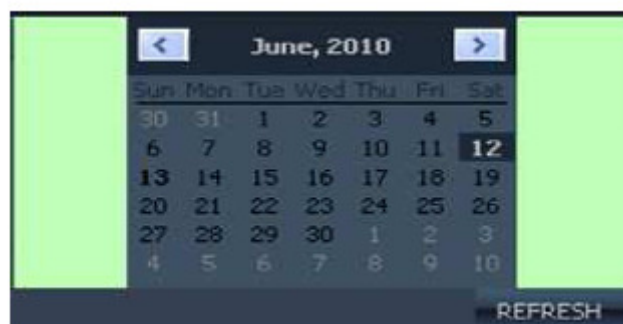 < June, 2010 >
Sun Mon Tue Wed Thu Fri Sat
30 31 1 2 3 4 5
6 7 8 9 10 11 12
13 14 15 16 17 18 19
20 21 22 23 24 25 26
27 28 29 30 1 2 3
4 5 6 7 8 9 10
REFRESH